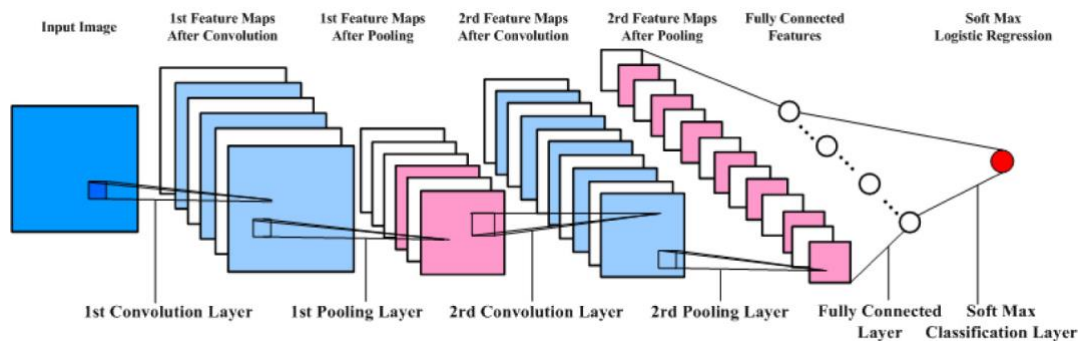 Input Image
1st Feature Maps
After Convolution
1st Feature Maps
After Pooling
2rd Feature Maps
After Convolution
2rd Feature Maps
After Pooling
Fully Connected
Features
Soft Max
Logistic Regression
1st Convolution Layer
1st Pooling Layer
2rd Convolution Layer
2rd Pooling Layer
Fully Connected
Layer
Soft Max
Classification Layer